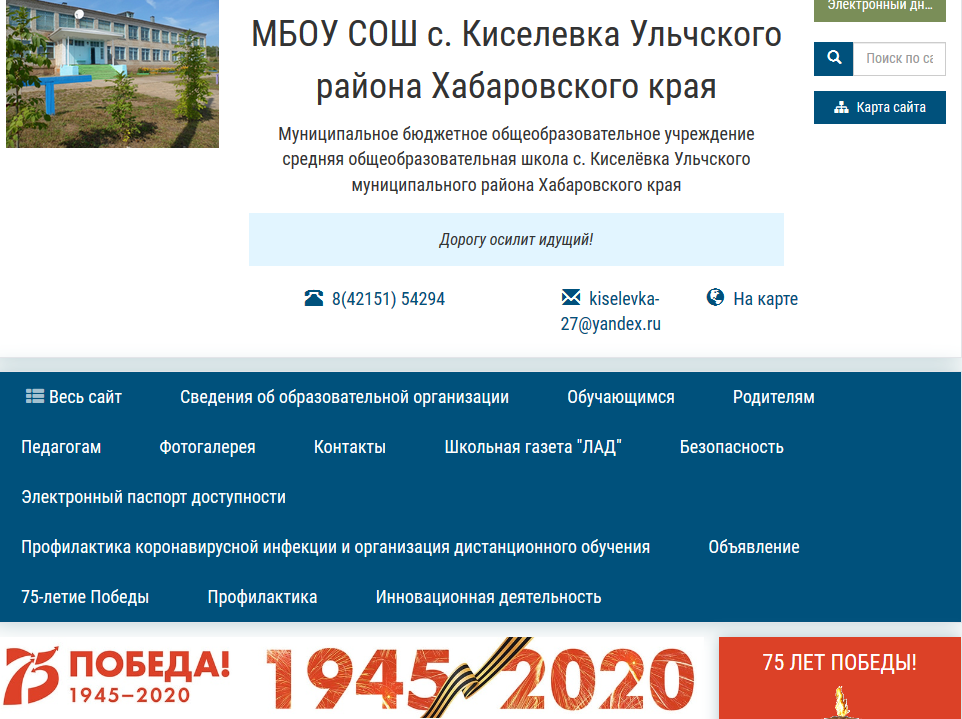 Электронный дн...
МБОУ СОШ с. Киселевка Ульчского
района Хабаровского края
Поиск по са
Карта сайта
Муниципальное бюджетное общеобразовательное учреждение
средняя общеобразовательная школа с. Киселёвка Ульчского
муниципального района Хабаровского края
Дорогу осилит идущий!
8(42151) 54294
kiselevka-
27@yandex.ru
На карте
Весь сайт Сведения об образовательной организации Обучающимся Родителям
Педагогам Фотогалерея Контакты Школьная газета "ЛАД" Безопасность
Электронный паспорт доступности
Профилактика коронавирусной инфекции и организация дистанционного обучения Объявление
75-летие Победы Профилактика Инновационная деятельность
75 ПОБЕДА!
1945–2020
1945 2020
75 ЛЕТ ПОБЕДЫ!